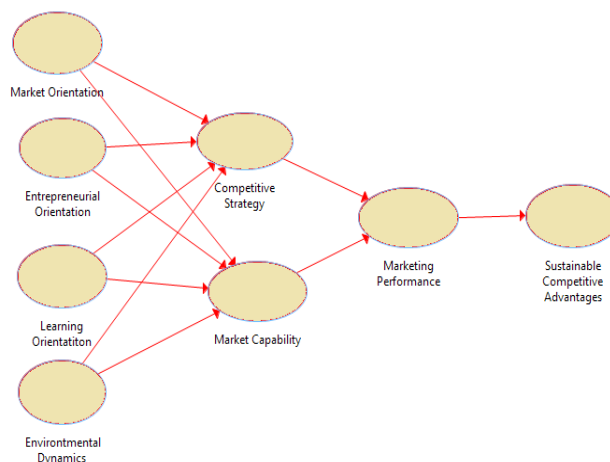 Market Orientation
Entrepreneurial
Orientation
Competitive
Strategy
Marketing
Performance
Sustainable
Competitive
Advantages
Learning
Orientatiton
Market Capability
Environtmental
Dynamics